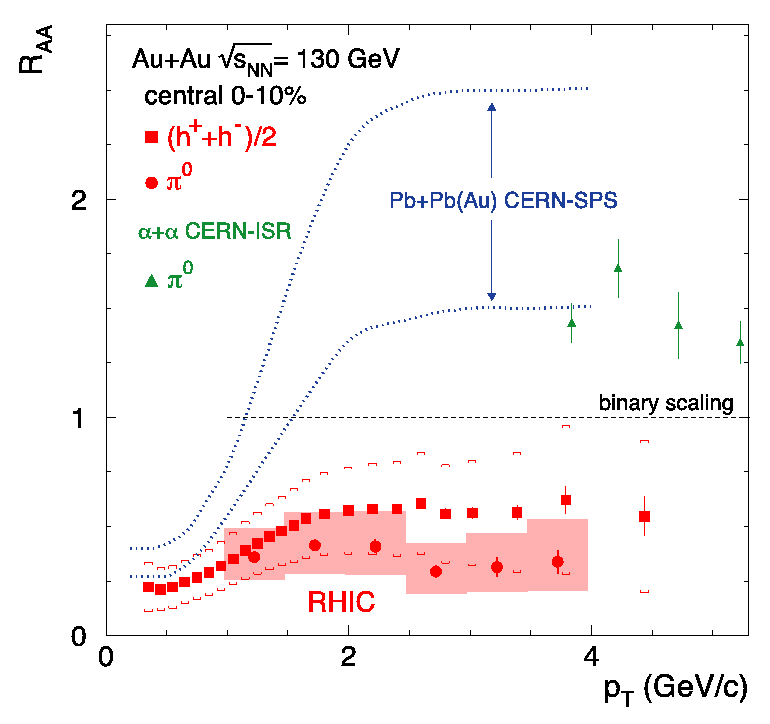 R_AA
Au+Au √s_NN = 130 GeV
central 0-10%
(h⁺+h⁻)/2
π⁰
α+α CERN-ISR
π⁰
Pb+Pb(Au) CERN-SPS
binary scaling
RHIC
2
1
0
0
2
4
p_T (GeV/c)